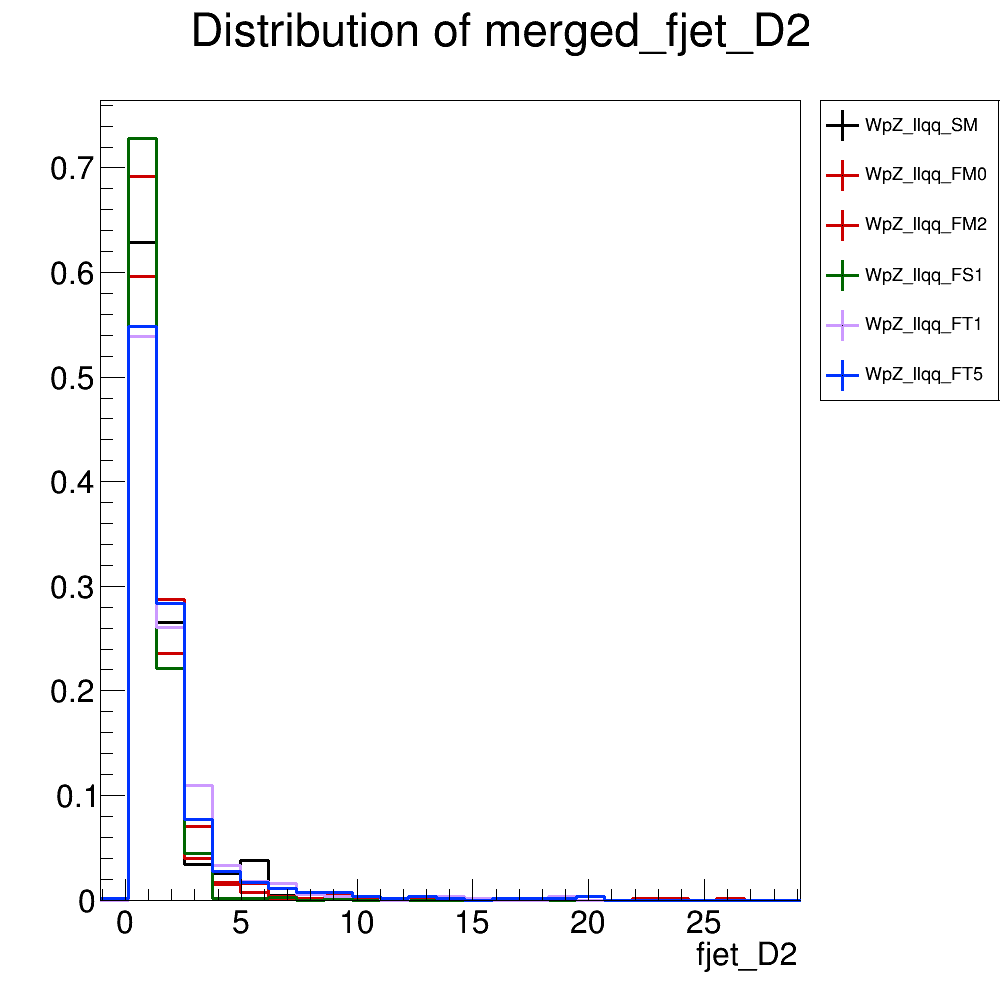 Distribution of merged_fjet_D2
WpZ_llqq_SM
WpZ_llqq_FM0
WpZ_llqq_FM2
WpZ_llqq_FS1
WpZ_llqq_FT1
WpZ_llqq_FT5
0.7
0.6
0.5
0.4
0.3
0.2
0.1
0
0 5 10 15 20 25
fjet_D2